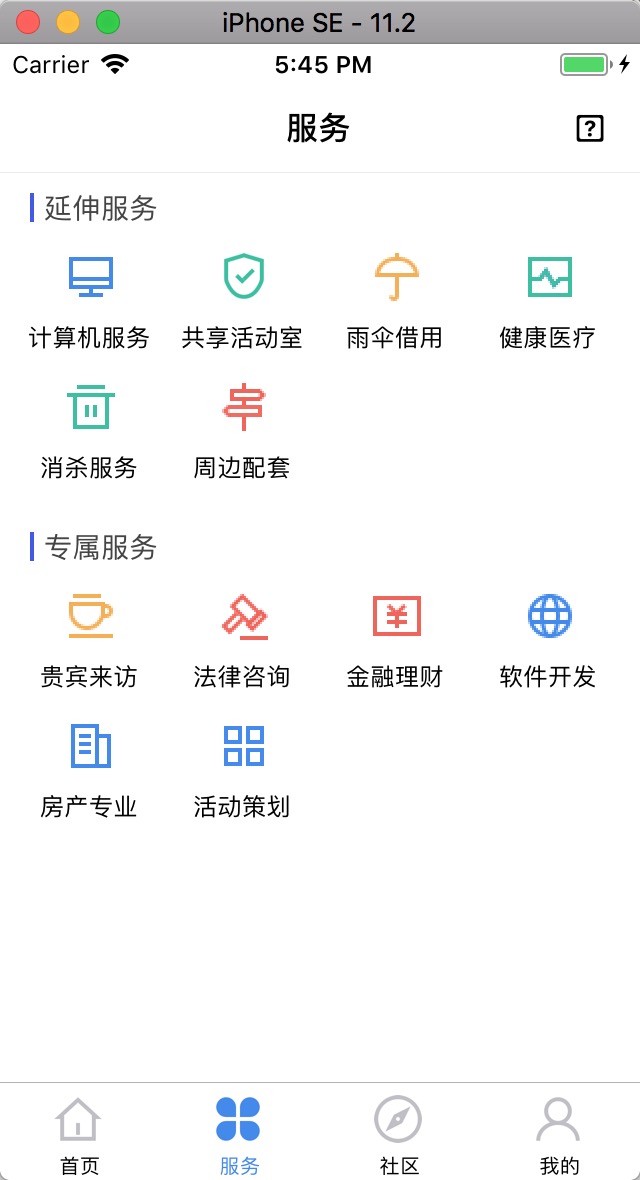 iPhone SE - 11.2
Carrier 5:45 PM
服务
延伸服务
计算机服务 共享活动室 雨伞借用 健康医疗
消杀服务 周边配套
专属服务
贵宾来访 法律咨询 金融理财 软件开发
房产专业 活动策划
首页 服务 社区 我的